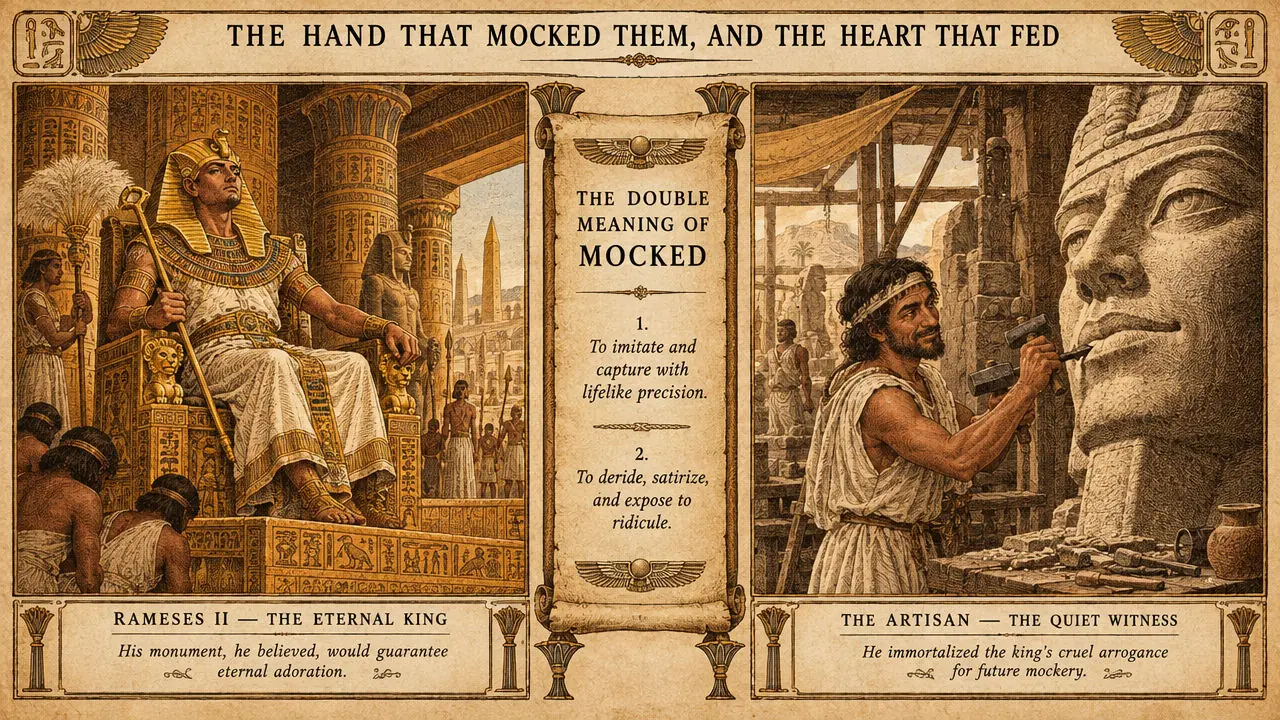 THE HAND THAT MOCKED THEM, AND THE HEART THAT FED
THE DOUBLE
MEANING OF
MOCKED
1.
To imitate and
capture with
lifelike precision.
2.
To deride, satirize,
and expose to
ridicule.
RAMESES II — THE ETERNAL KING
His monument, he believed, would guarantee
eternal adoration.
THE ARTISAN — THE QUIET WITNESS
He immortalized the king's cruel arrogance
for future mockery.